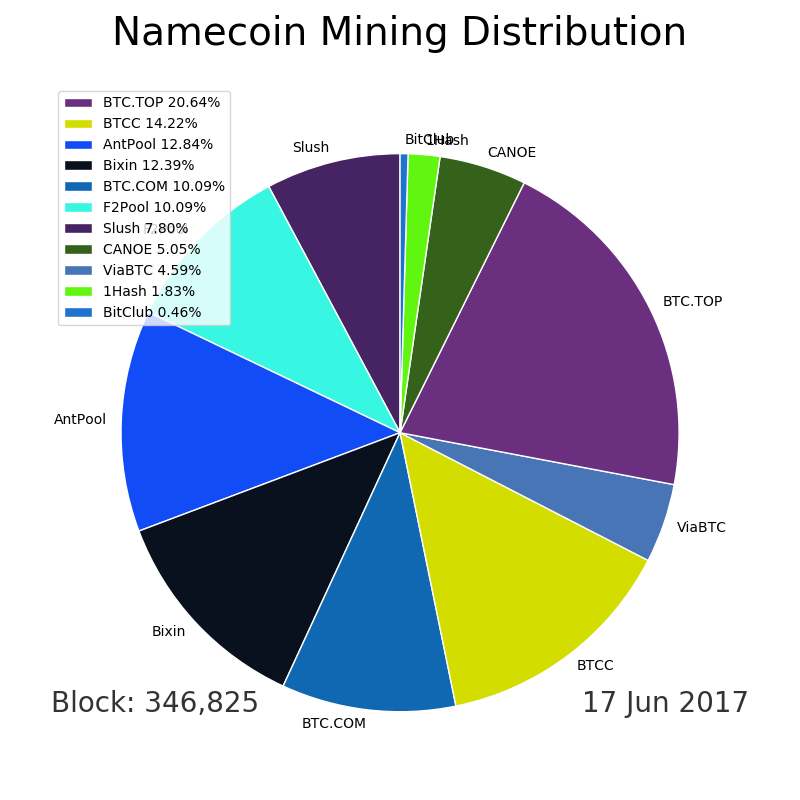 Namecoin Mining Distribution
BTC.TOP 20.64%
BTCC 14.22%
AntPool 12.84%
Bixin 12.39%
BTC.COM 10.09%
F2Pool 10.09%
Slush 7.80%
CANOE 5.05%
ViaBTC 4.59%
1Hash 1.83%
BitClub 0.46%
Slush
BitClub
1Hash
CANOE
BTC.TOP
AntPool
ViaBTC
Bixin
BTCC
BTC.COM
Block: 346,825
17 Jun 2017